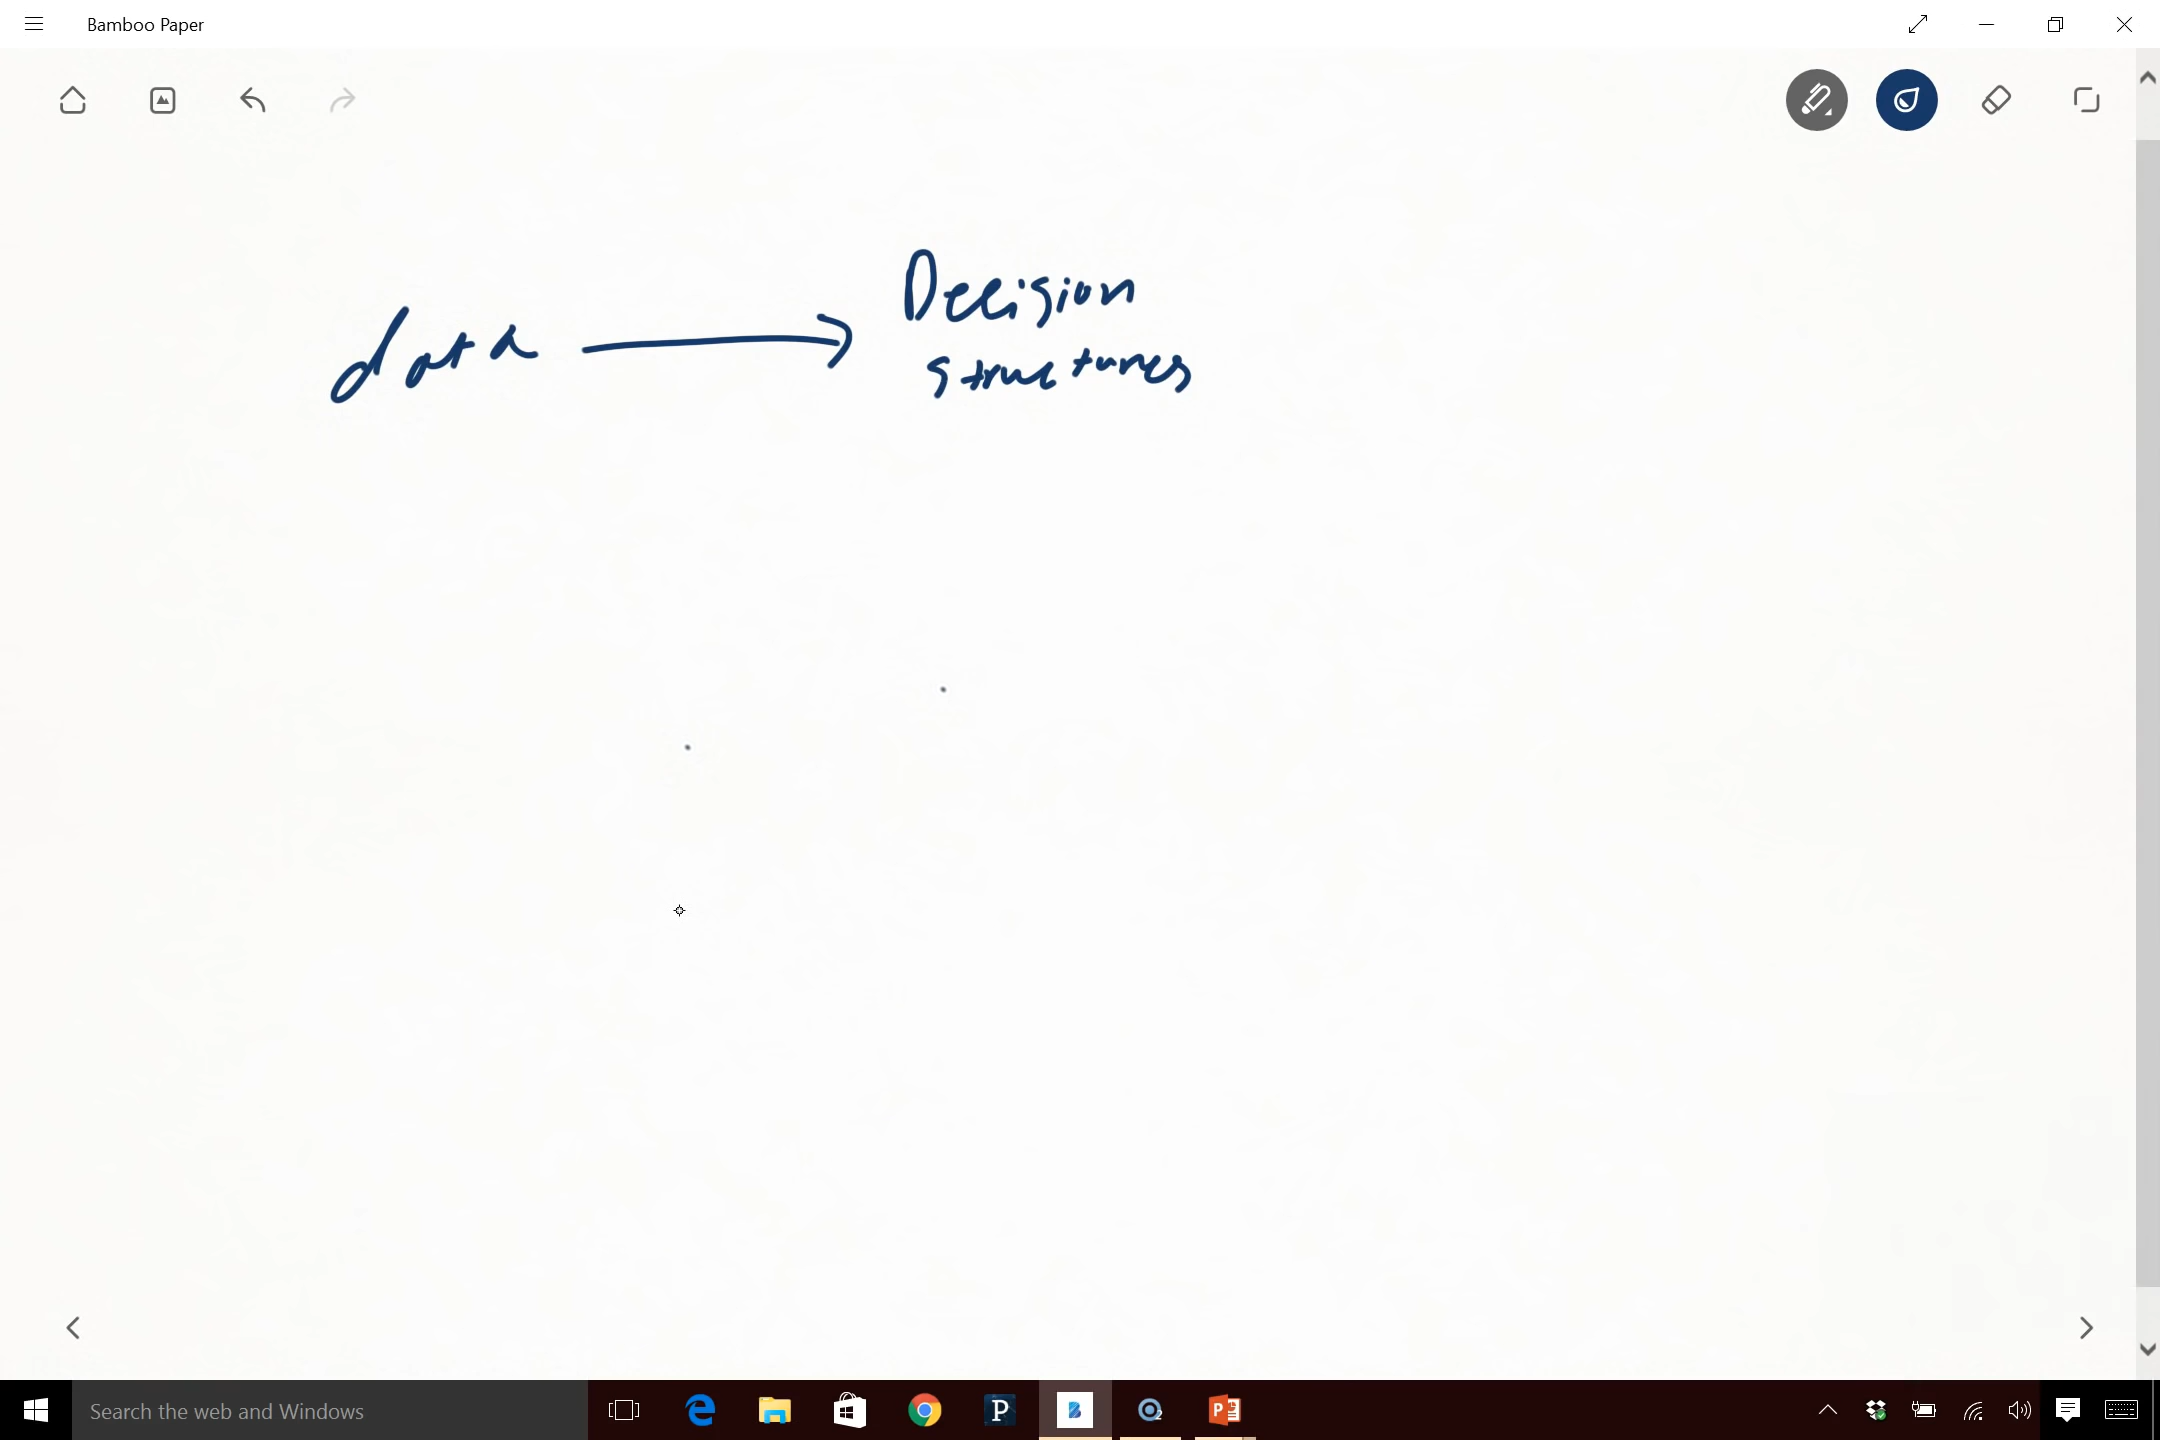 Bamboo Paper
data
Decision
structures
Search the web and Windows